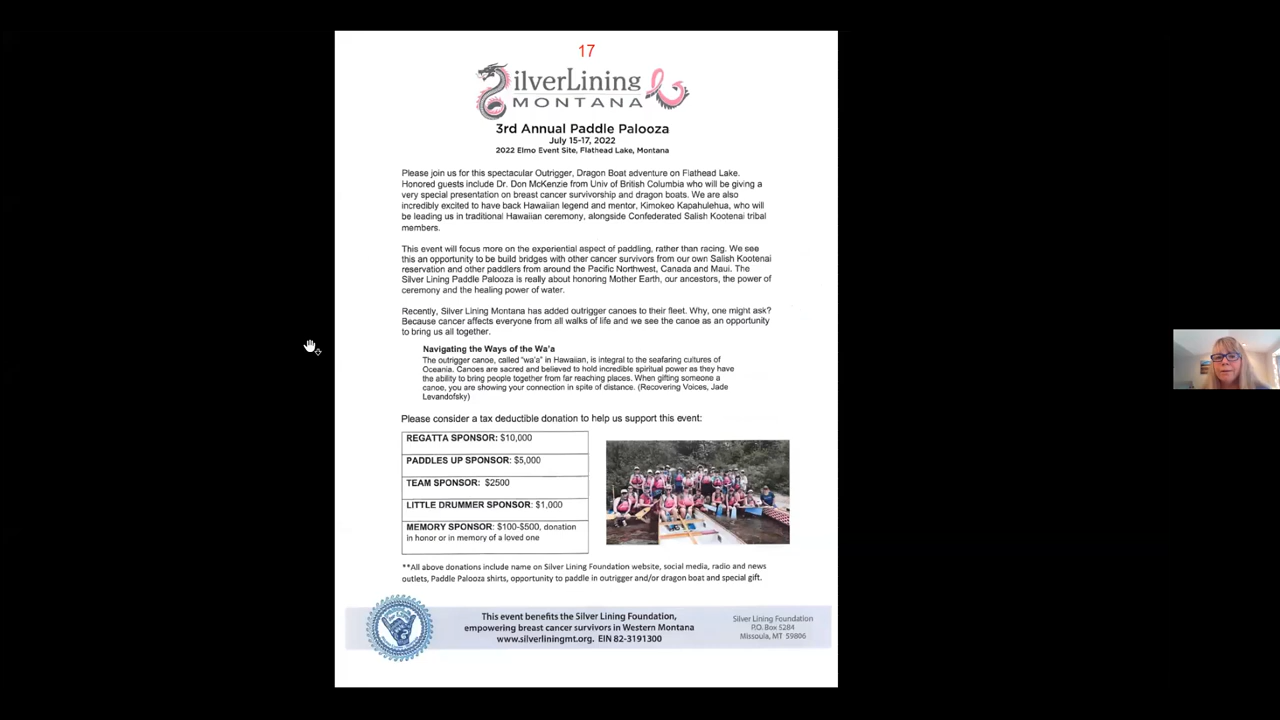 17
SilverLining
MONTANA
3rd Annual Paddle Palooza
July 15-17, 2022
2022 Elmo Event Site, Flathead Lake, Montana
Please join us for this spectacular Outrigger, Dragon Boat adventure on Flathead Lake.
Honored guests include Dr. Don McKenzie from Univ of British Columbia who will be giving a
very special presentation on breast cancer survivorship and dragon boats. We are also
incredibly excited to have back Hawaiian legend and mentor, Kimokeo Kapahulehua, who will
be leading us in traditional Hawaiian ceremony, alongside Confederated Salish Kootenai tribal
members.
This event will focus more on the experiential aspect of paddling, rather than racing. We see
this an opportunity to be build bridges with other cancer survivors from our own Salish Kootenai
reservation and other paddlers from around the Pacific Northwest, Canada and Maui. The
Silver Lining Paddle Palooza is really about honoring Mother Earth, our ancestors, the power of
ceremony and the healing power of water.
Recently, Silver Lining Montana has added outrigger canoes to their fleet. Why, one might ask?
Because cancer affects everyone from all walks of life and we see the canoe as an opportunity
to bring us all together.
Navigating the Ways of the Wa'a
The outrigger canoe, called "wa'a" in Hawaiian, is integral to the seafaring cultures of
Oceania. Canoes are sacred and believed to hold incredible spiritual power as they have
the ability to bring people together from far reaching places. When gifting someone a
canoe, you are showing your connection in spite of distance. (Recovering Voices, Jade
Levandofsky)
Please consider a tax deductible donation to help us support this event:
REGATTA SPONSOR: $10,000
PADDLES UP SPONSOR: $5,000
TEAM SPONSOR: $2500
LITTLE DRUMMER SPONSOR: $1,000
MEMORY SPONSOR: $100-$500, donation
in honor or in memory of a loved one
**All above donations include name on Silver Lining Foundation website, social media, radio and news
outlets, Paddle Palooza shirts, opportunity to paddle in outrigger and/or dragon boat and special gift.
This event benefits the Silver Lining Foundation,
empowering breast cancer survivors in Western Montana
www.silverliningmt.org. EIN 82-3191300
Silver Lining Foundation
P.O. Box 5284
Missoula, MT 59806